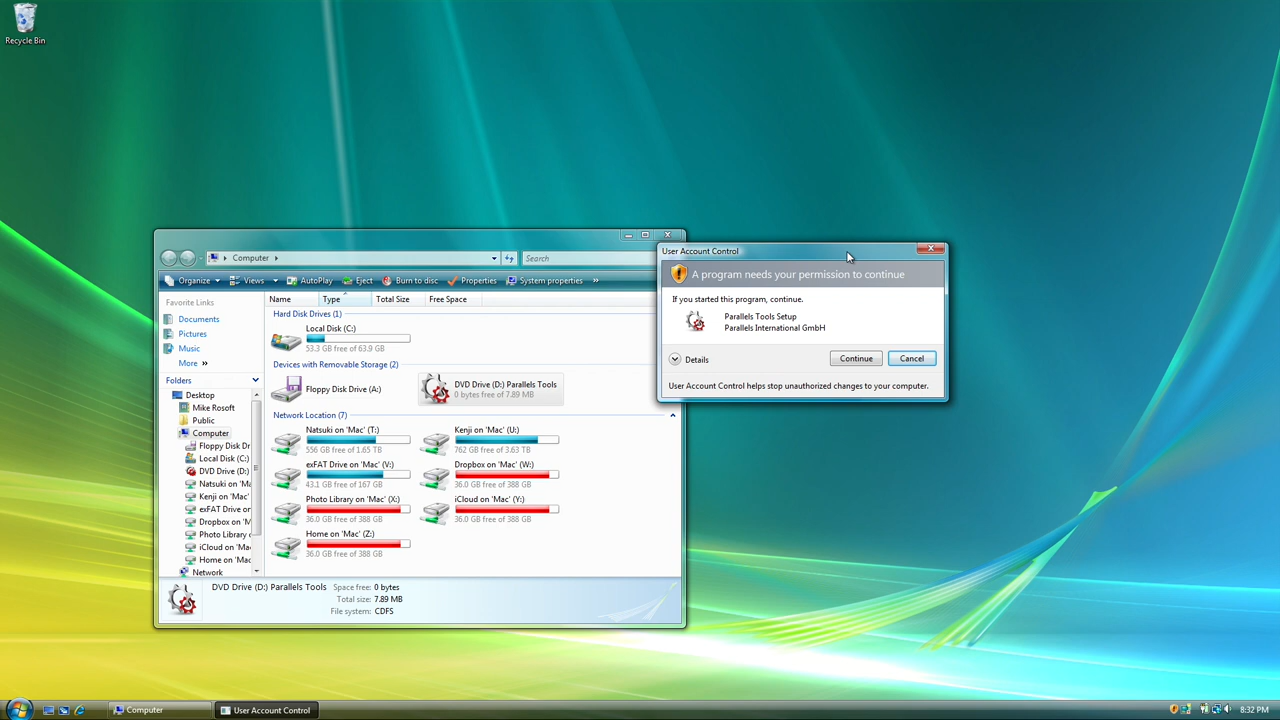 Recycle Bin
Computer
Search
Organize Views AutoPlay Eject Burn to disc Properties System properties »
Favorite Links
Documents
Pictures
Music
More »
Folders
Desktop
Mike Rosoft
Public
Computer
Floppy Disk Dr
Local Disk (C:)
DVD Drive (D:)
Natsuki on 'Mac'
Kenji on 'Mac'
exFAT Drive on
Dropbox on 'M
Photo Library
iCloud on 'Mac
Home on 'Mac'
Network
Name Type Total Size Free Space
Hard Disk Drives (1)
Local Disk (C:)
53.3 GB free of 63.9 GB
Devices with Removable Storage (2)
Floppy Disk Drive (A:)
DVD Drive (D:) Parallels Tools
0 bytes free of 7.89 MB
Network Location (7)
Natsuki on 'Mac' (T:)
556 GB free of 1.65 TB
Kenji on 'Mac' (U:)
762 GB free of 3.63 TB
exFAT Drive on 'Mac' (V:)
43.1 GB free of 167 GB
Dropbox on 'Mac' (W:)
36.0 GB free of 388 GB
Photo Library on 'Mac' (X:)
36.0 GB free of 388 GB
iCloud on 'Mac' (Y:)
36.0 GB free of 388 GB
Home on 'Mac' (Z:)
36.0 GB free of 388 GB
DVD Drive (D:) Parallels Tools
Space free: 0 bytes
Total size: 7.89 MB
File system: CDFS
User Account Control
A program needs your permission to continue
If you started this program, continue.
Parallels Tools Setup
Parallels International GmbH
Details
Continue
Cancel
User Account Control helps stop unauthorized changes to your computer.
Computer
User Account Control
8:32 PM